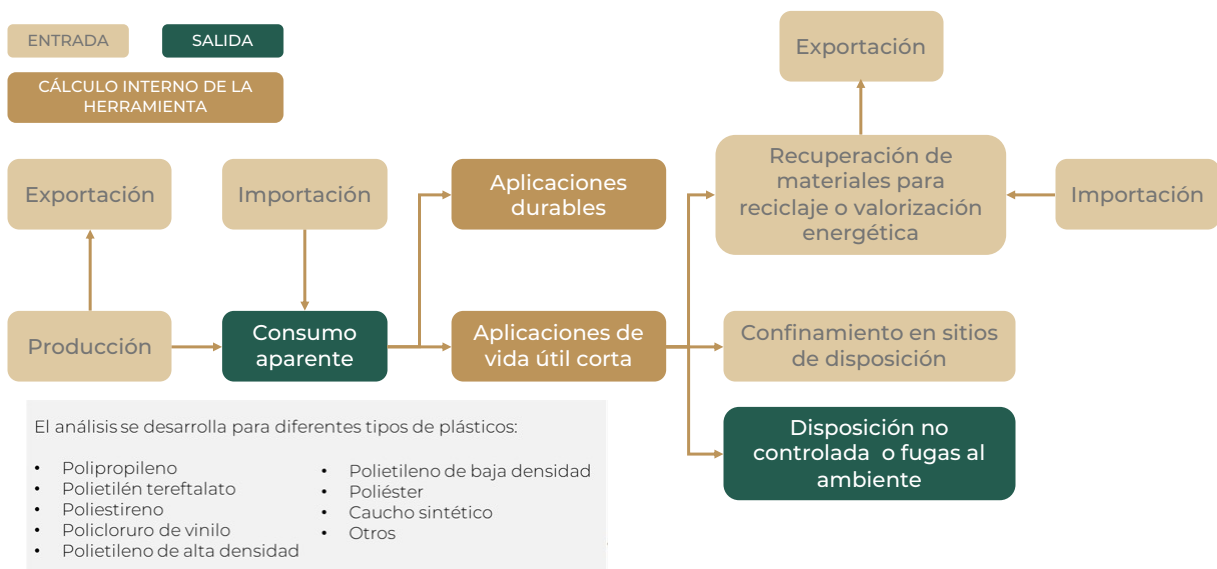 ENTRADA
SALIDA
CÁLCULO INTERNO DE LA
HERRAMIENTA
Exportación
Exportación
Importación
Aplicaciones
durables
Recuperación de
materiales para
reciclaje o valorización
energética
Importación
Producción
Consumo
aparente
Aplicaciones de
vida útil corta
Confinamiento en sitios
de disposición
Disposición no
controlada o fugas al
ambiente
El análisis se desarrolla para diferentes tipos de plásticos:
• Polipropileno
• Polietilén tereftalato
• Poliestireno
• Policloruro de vinilo
• Polietileno de alta densidad
• Polietileno de baja densidad
• Poliéster
• Caucho sintético
• Otros